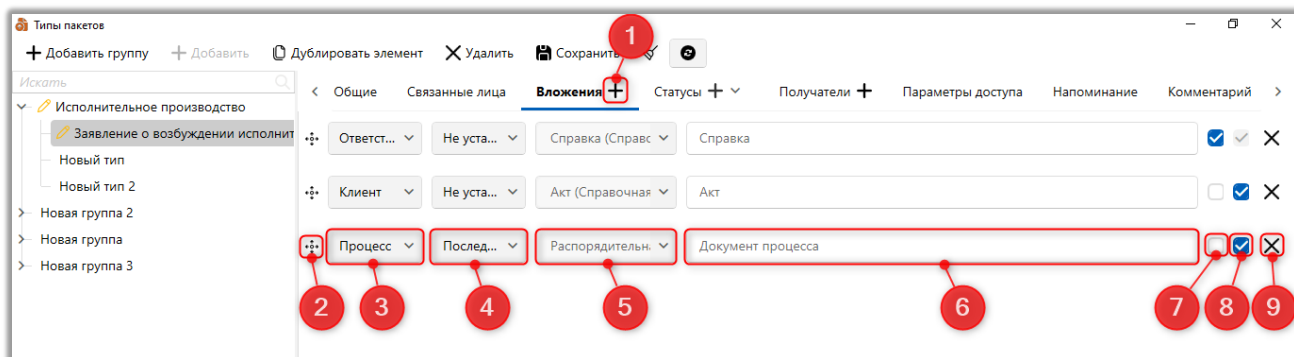 Типы пакетов
Добавить группу Добавить Дублировать элемент Удалить Сохранить
1
Искать
Общие Связанные лица Вложения Статусы Получатели Параметры доступа Напоминание Комментарий
Исполнительное производство
Заявление о возбуждении исполнит
Новый тип
Новый тип 2
Новая группа 2
Новая группа
Новая группа 3
Ответст... Не уста... Справка (Справс Справка
Клиент Не уста... Акт (Справочная Акт
Процесс Послед... Распорядительн. Документ процесса
2 3 4 5 6 7 8 9